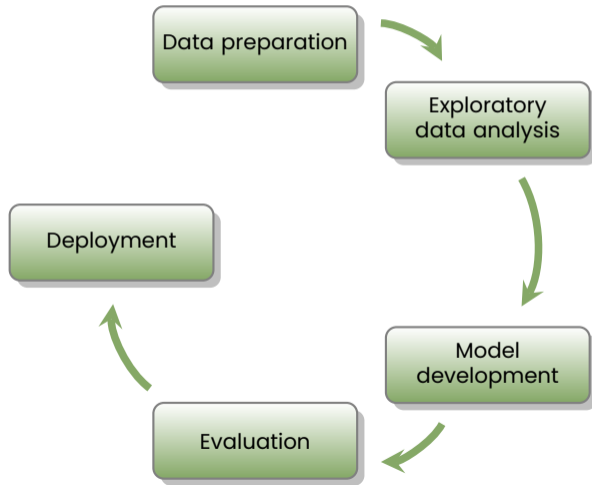 Data preparation
Exploratory
data analysis
Model
development
Evaluation
Deployment